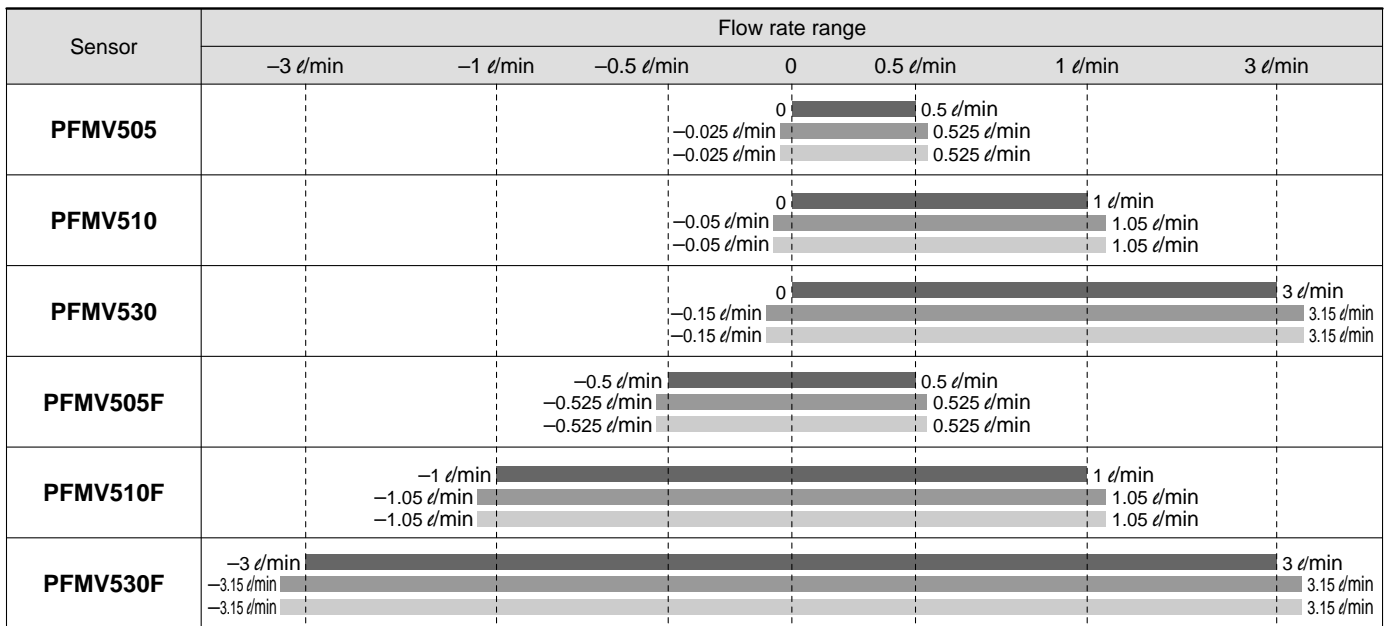 Sensor
Flow rate range
–3 ℓ/min –1 ℓ/min –0.5 ℓ/min 0 0.5 ℓ/min 1 ℓ/min 3 ℓ/min
PFMV505
0 0.5 ℓ/min
–0.025 ℓ/min 0.525 ℓ/min
–0.025 ℓ/min 0.525 ℓ/min
PFMV510
0 1 ℓ/min
–0.05 ℓ/min 1.05 ℓ/min
–0.05 ℓ/min 1.05 ℓ/min
PFMV530
0 3 ℓ/min
–0.15 ℓ/min 3.15 ℓ/min
–0.15 ℓ/min 3.15 ℓ/min
PFMV505F
–0.5 ℓ/min 0.5 ℓ/min
–0.525 ℓ/min 0.525 ℓ/min
–0.525 ℓ/min 0.525 ℓ/min
PFMV510F
–1 ℓ/min 1 ℓ/min
–1.05 ℓ/min 1.05 ℓ/min
–1.05 ℓ/min 1.05 ℓ/min
PFMV530F
–3 ℓ/min 3 ℓ/min
–3.15 ℓ/min 3.15 ℓ/min
–3.15 ℓ/min 3.15 ℓ/min